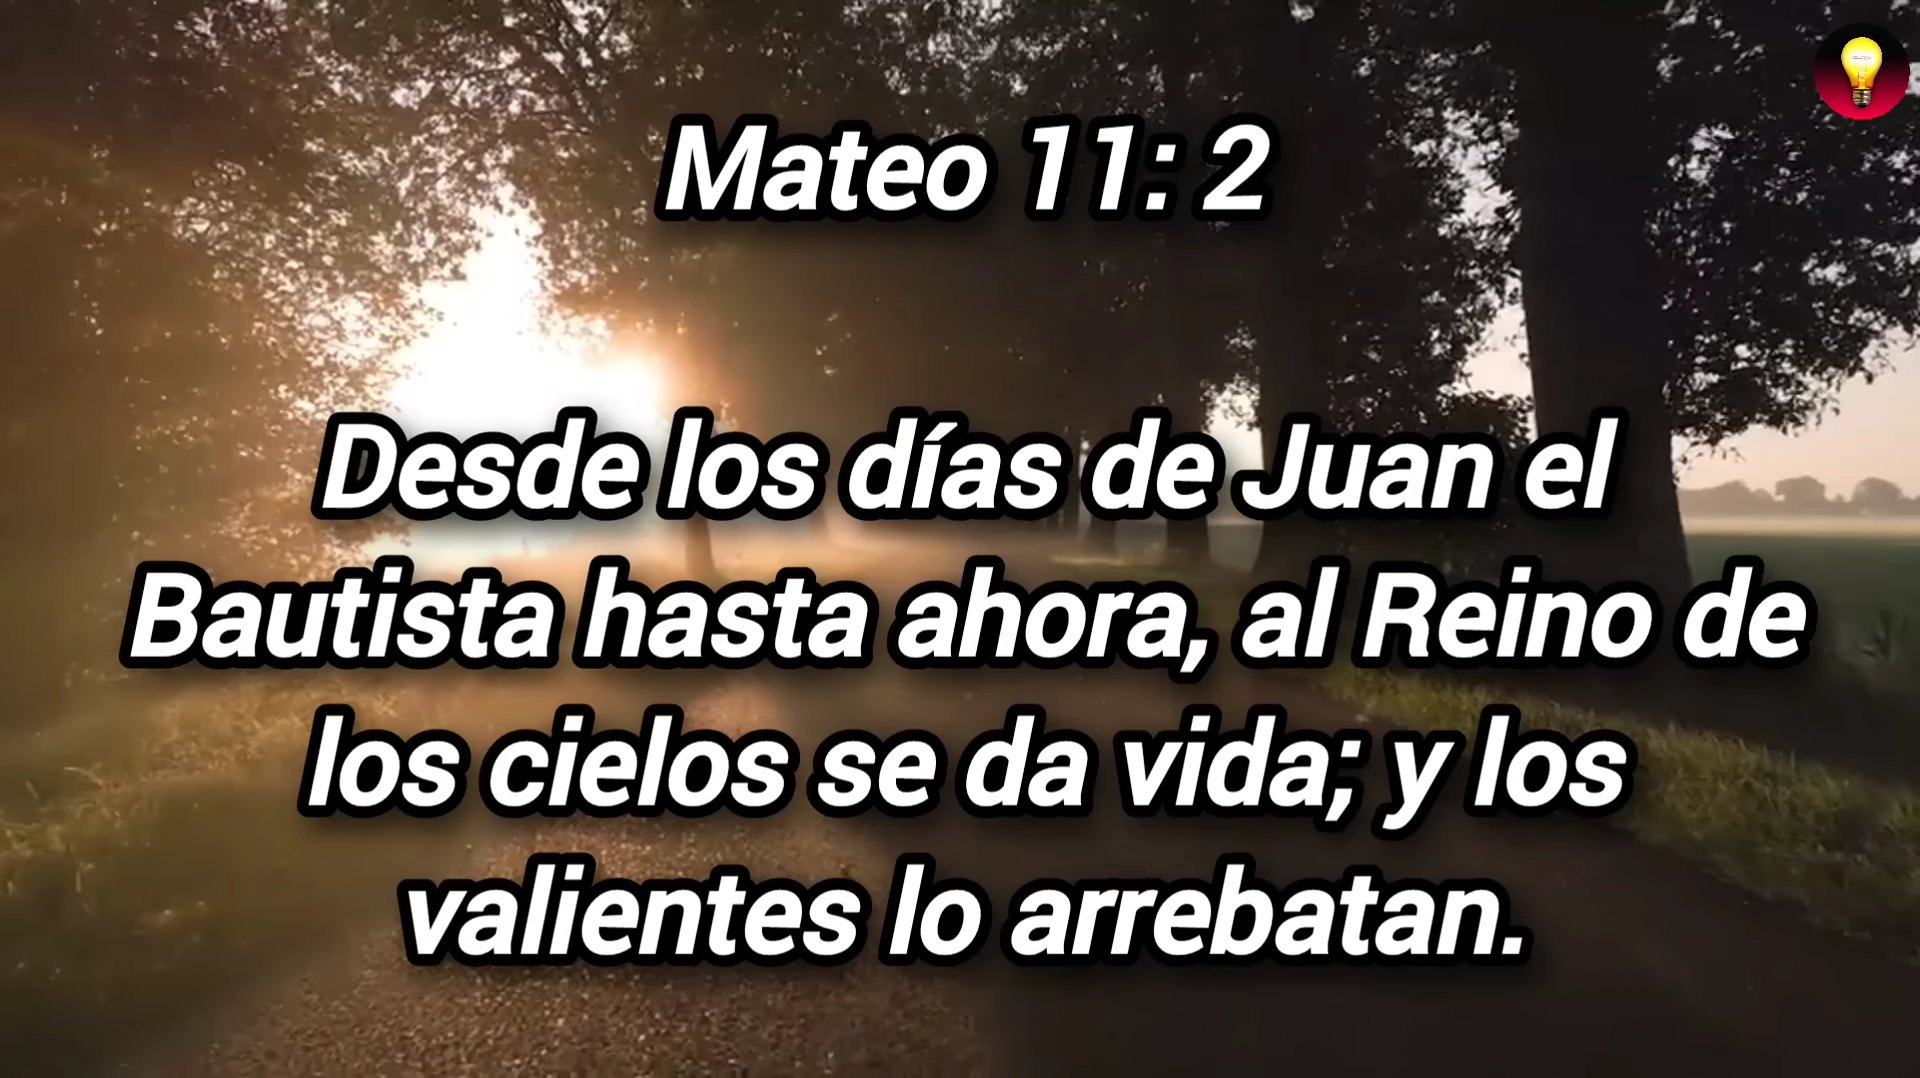 Mateo 11: 2
Desde los días de Juan el
Bautista hasta ahora, al Reino de
los cielos se da vida; y los
valientes lo arrebatan.